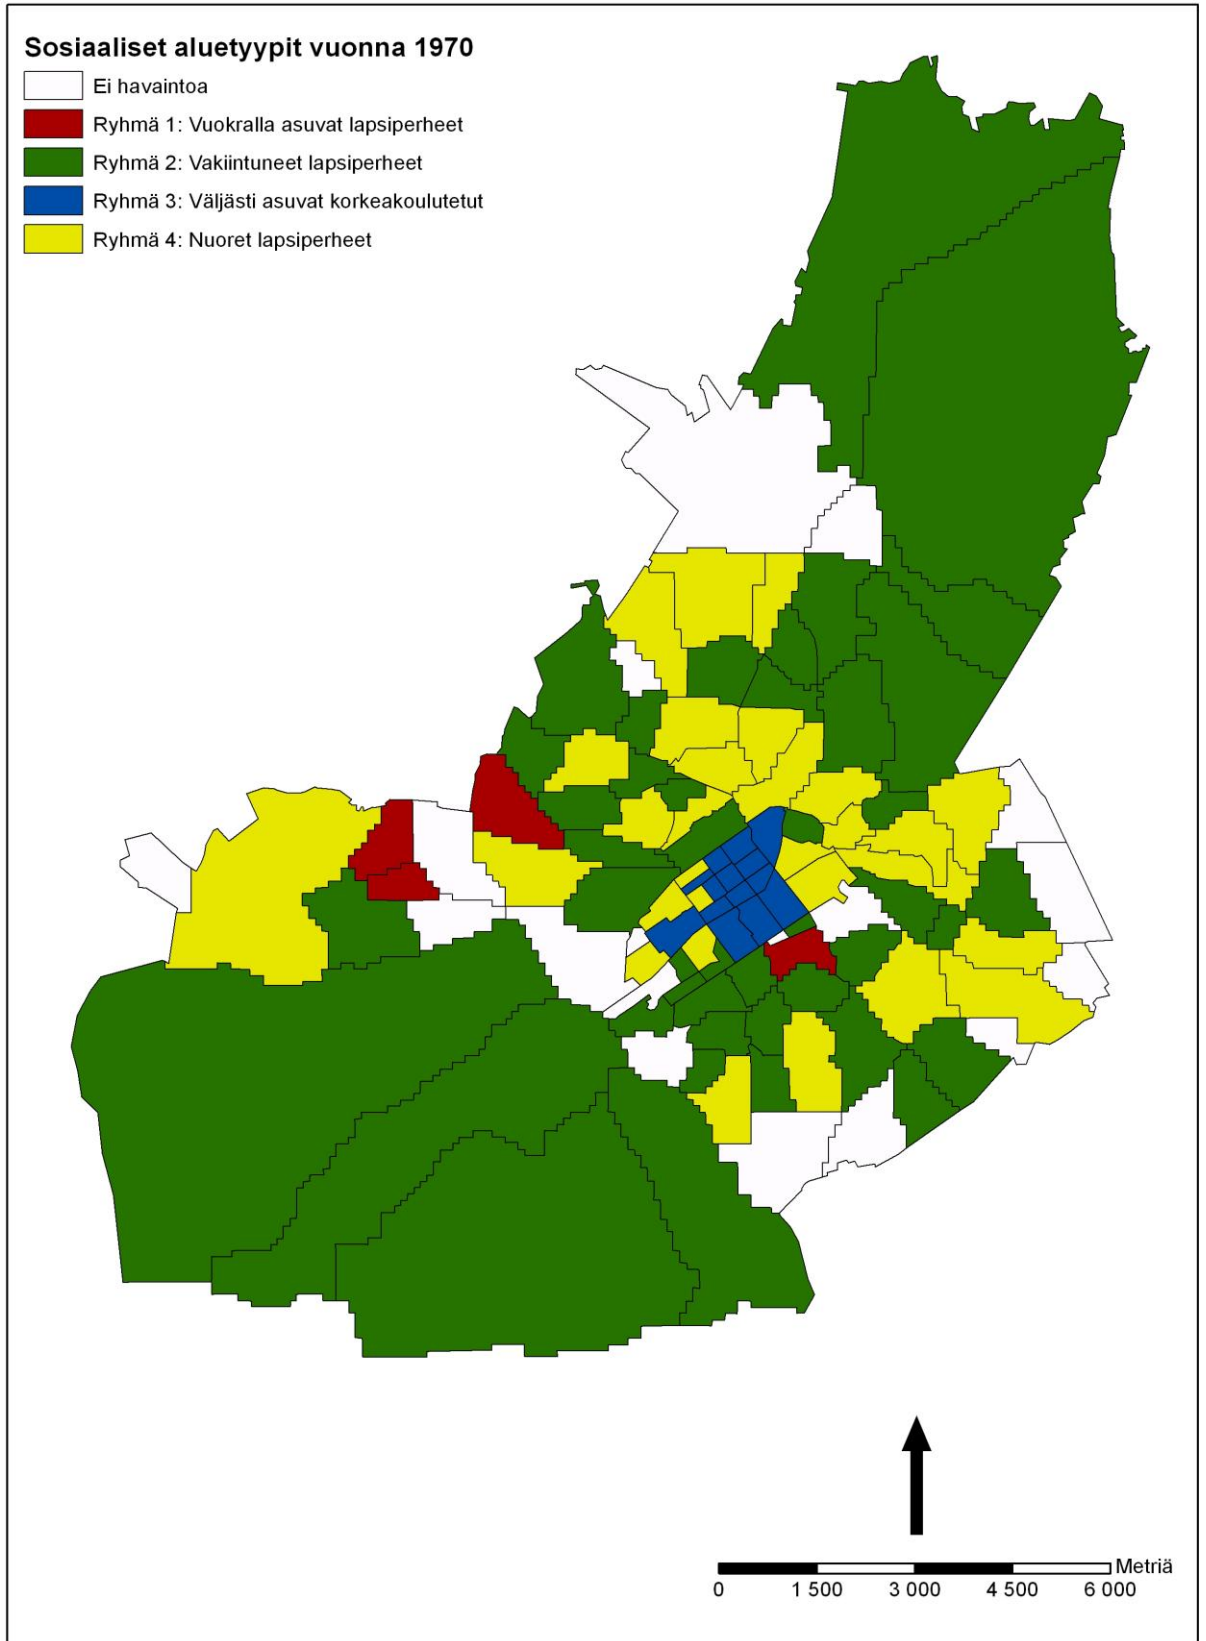 Sosiaaliset aluetyypit vuonna 1970
Ei havaintoa
Ryhmä 1: Vuokralla asuvat lapsiperheet
Ryhmä 2: Vakiintuneet lapsiperheet
Ryhmä 3: Väljästi asuvat korkeakoulutetut
Ryhmä 4: Nuoret lapsiperheet
Metriä
0 1 500 3 000 4 500 6 000